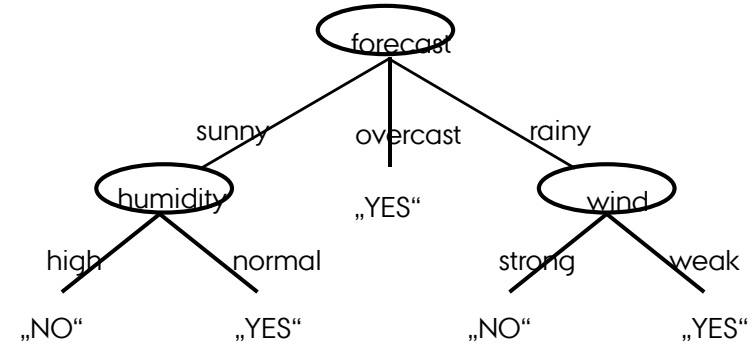 forecast
sunny overcast rainy
humidity „YES“ wind
high normal strong weak
„NO“ „YES“ „NO“ „YES“